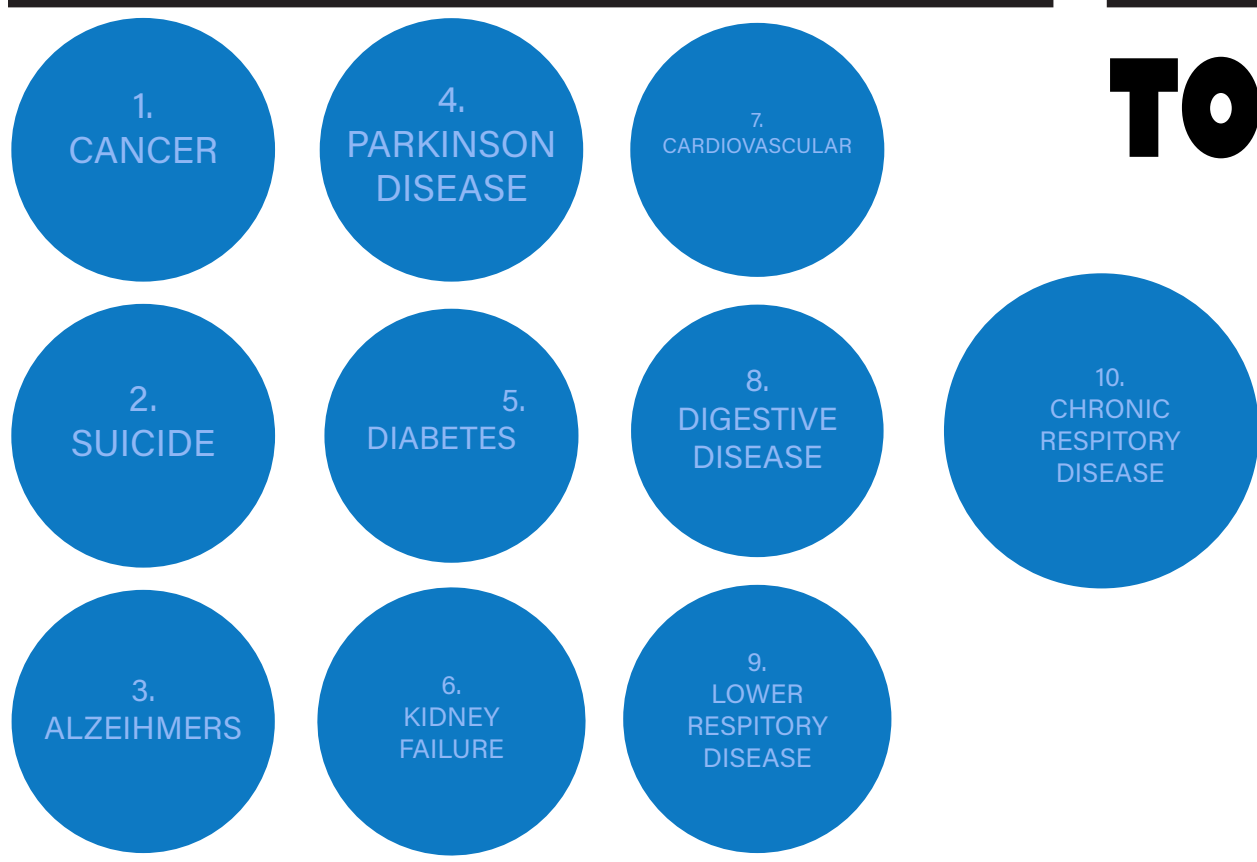 1.
CANCER
2.
SUICIDE
3.
ALZEIHMERS
4.
PARKINSON
DISEASE
5.
DIABETES
6.
KIDNEY
FAILURE
7.
CARDIOVASCULAR
8.
DIGESTIVE
DISEASE
9.
LOWER
RESPITORY
DISEASE
10.
CHRONIC
RESPITORY
DISEASE
TO